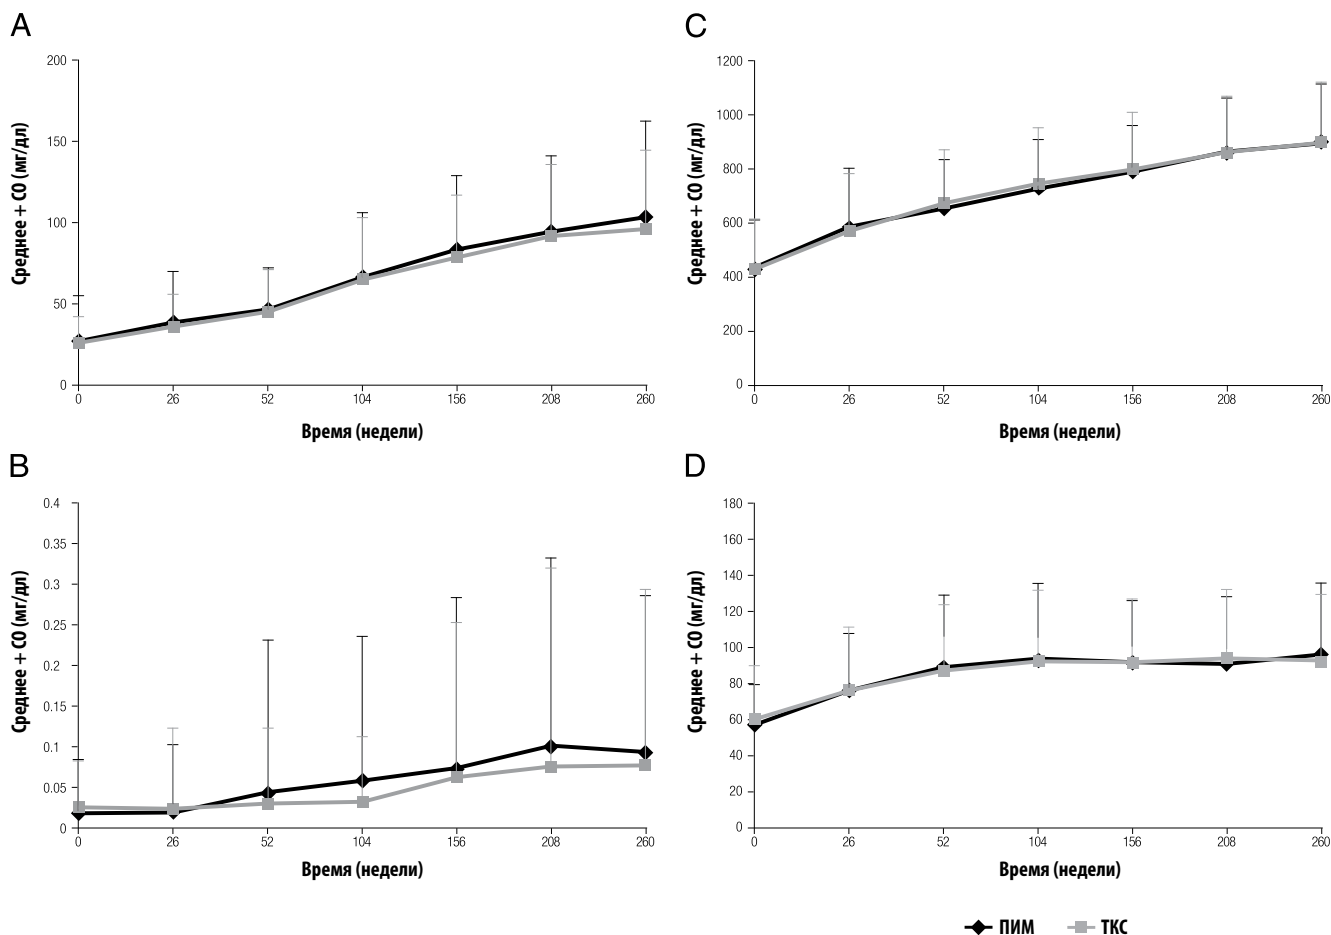 A
Среднее + СО (мг/дл)
200
150
100
50
0
0 26 52 104 156 208 260
Время (недели)
B
Среднее + СО (мг/дл)
0.4
0.35
0.3
0.25
0.2
0.15
0.1
0.05
0
0 26 52 104 156 208 260
Время (недели)
C
Среднее + СО (мг/дл)
1200
1000
800
600
400
200
0
0 26 52 104 156 208 260
Время (недели)
D
Среднее + СО (мг/дл)
180
160
140
120
100
80
60
40
20
0
0 26 52 104 156 208 260
Время (недели)
ПИМ ТКС